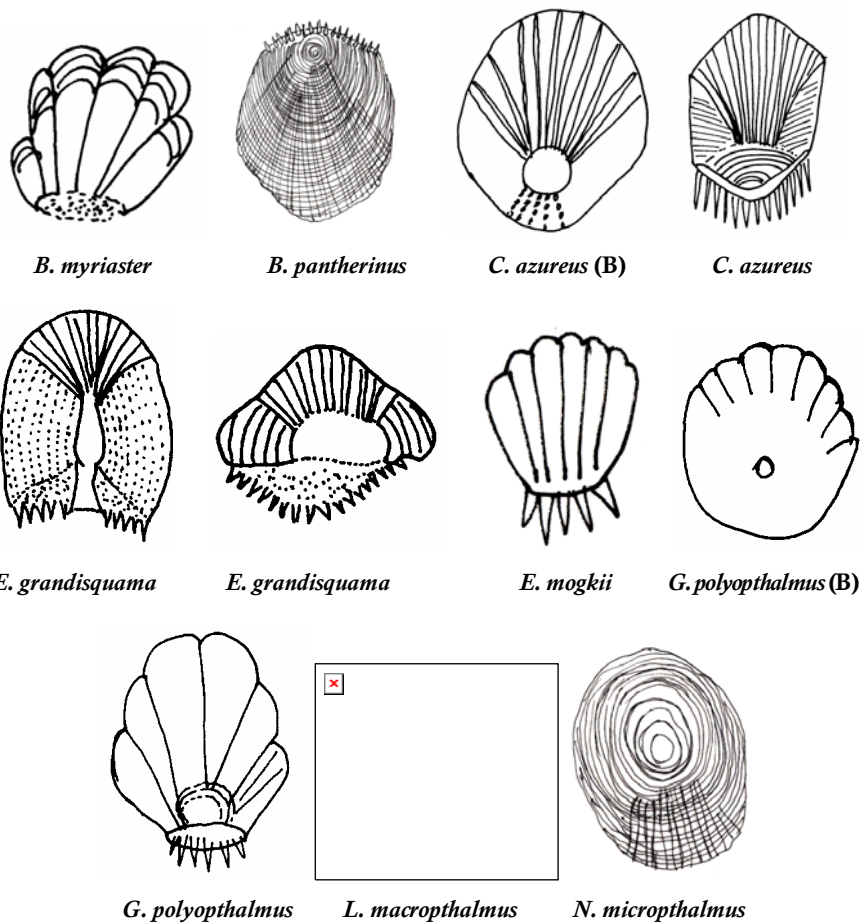 B. myriaster B. pantherinus C. azureus (B) C. azureus
E. grandisquama E. grandisquama E. mogkii G. polyopthalmus (B)
G. polyopthalmus L. macropthalmus N. micropthalmus